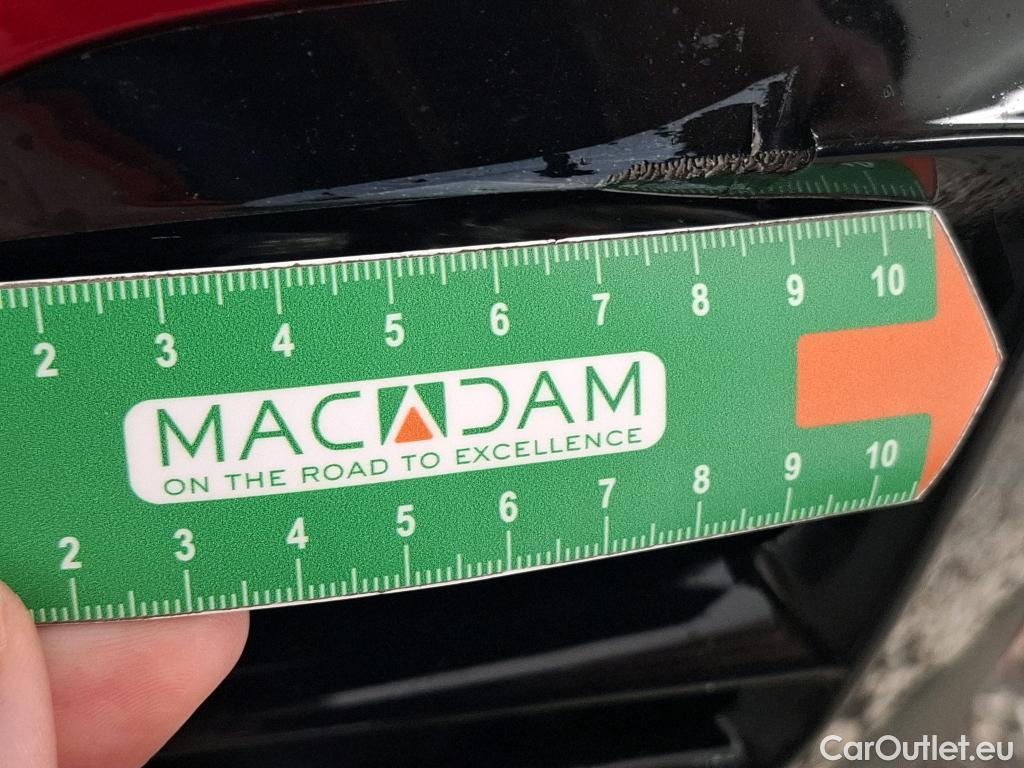 2 3 4 5 6 7 8 9 10
MACADAM
ON THE ROAD TO EXCELLENCE
2 3 4 5 6 7 8 9 10
CarOutlet.eu